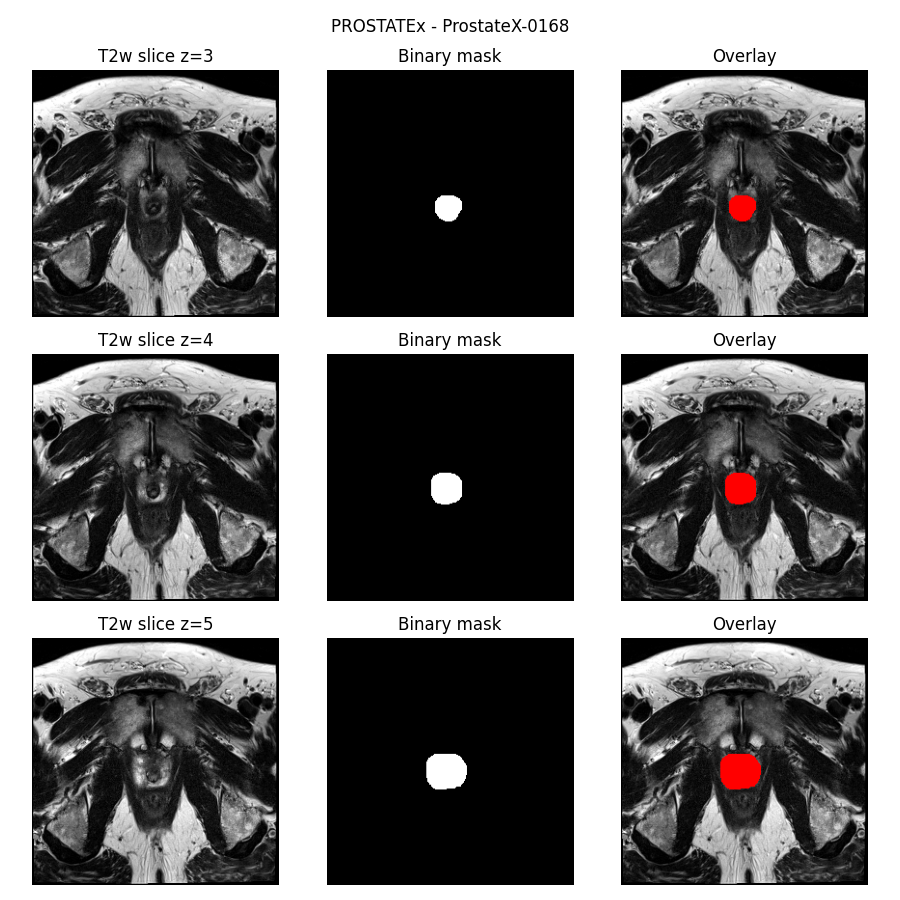 PROSTATEx - ProstateX-0168
T2w slice z=3
Binary mask
Overlay
T2w slice z=4
Binary mask
Overlay
T2w slice z=5
Binary mask
Overlay